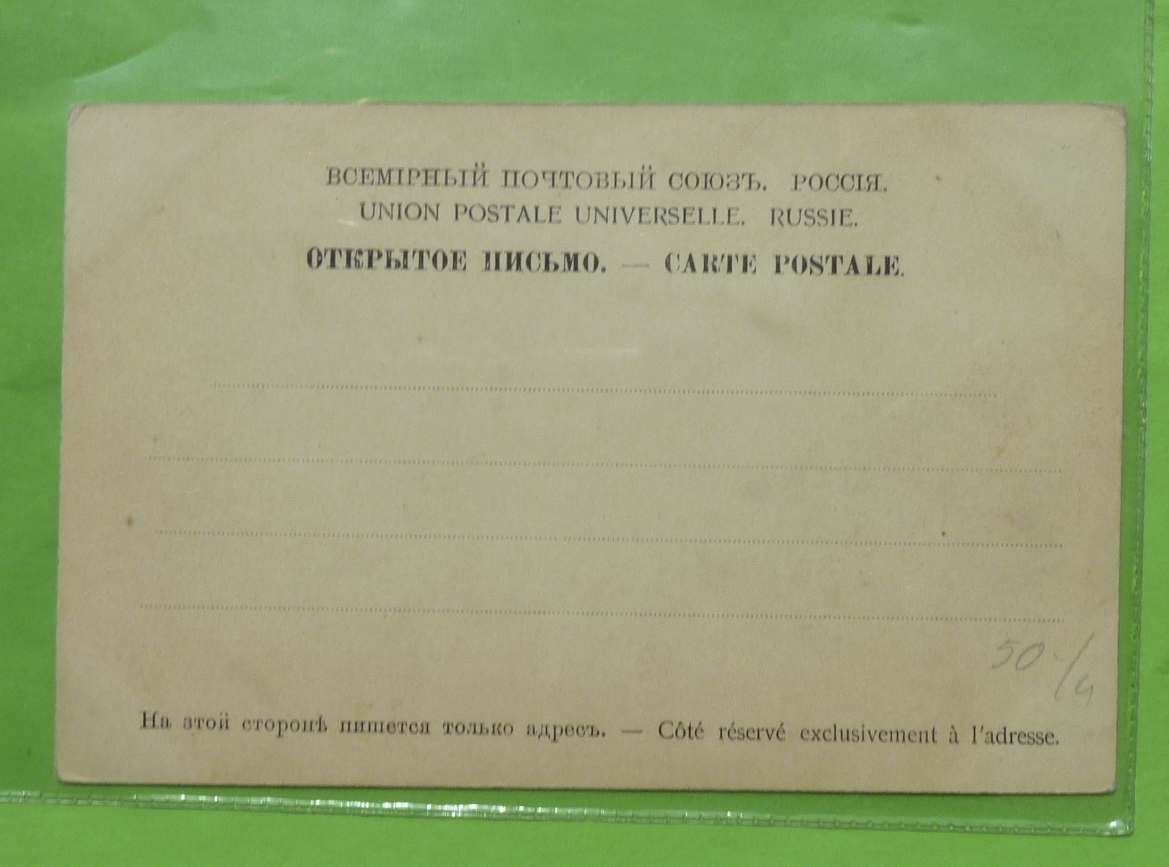 ВСЕМІРНЫЙ ПОЧТОВЫЙ СОЮЗЪ. РОССІЯ.
UNION POSTALE UNIVERSELLE. RUSSIE.
ОТКРЫТОЕ ПИСЬМО. — CARTE POSTALE.
50-/
На этой сторонѣ пишется только адресъ. — Côté réservé exclusivement à l'adresse.